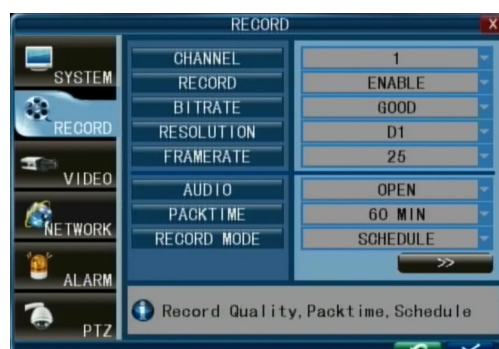 RECORD
X
SYSTEM
RECORD
VIDEO
NETWORK
ALARM
PTZ
CHANNEL 1
RECORD ENABLE
BITRATE GOOD
RESOLUTION D1
FRAMERATE 25
AUDIO OPEN
PACKTIME 60 MIN
RECORD MODE SCHEDULE
>>
Record Quality,Packtime,Schedule